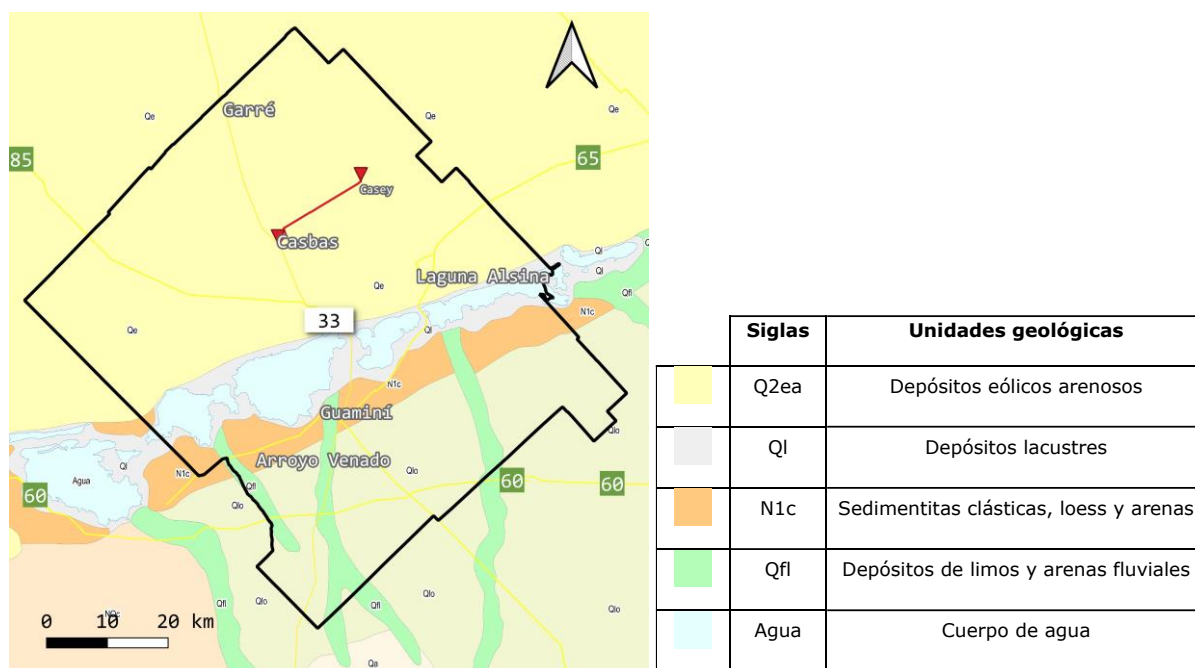 Garré
Qe
Qe
Qe
85
65
Casey
Casbas
Ql
Ql
Laguna Alsina
Qe
Qfl
Qe
33
Ql
N1c
N1c
Guaminí
Qlo
Arroyo Venado
Agua
Ql
N1c
Qfl
Qlo
Qlo
60
60
60
Qfl
Qfl
Qlo
Qlo
Qa
0 10 20 km
Siglas Unidades geológicas
Q2ea Depósitos eólicos arenosos
Ql Depósitos lacustres
N1c Sedimentitas clásticas, loess y arenas
Qfl Depósitos de limos y arenas fluviales
Agua Cuerpo de agua